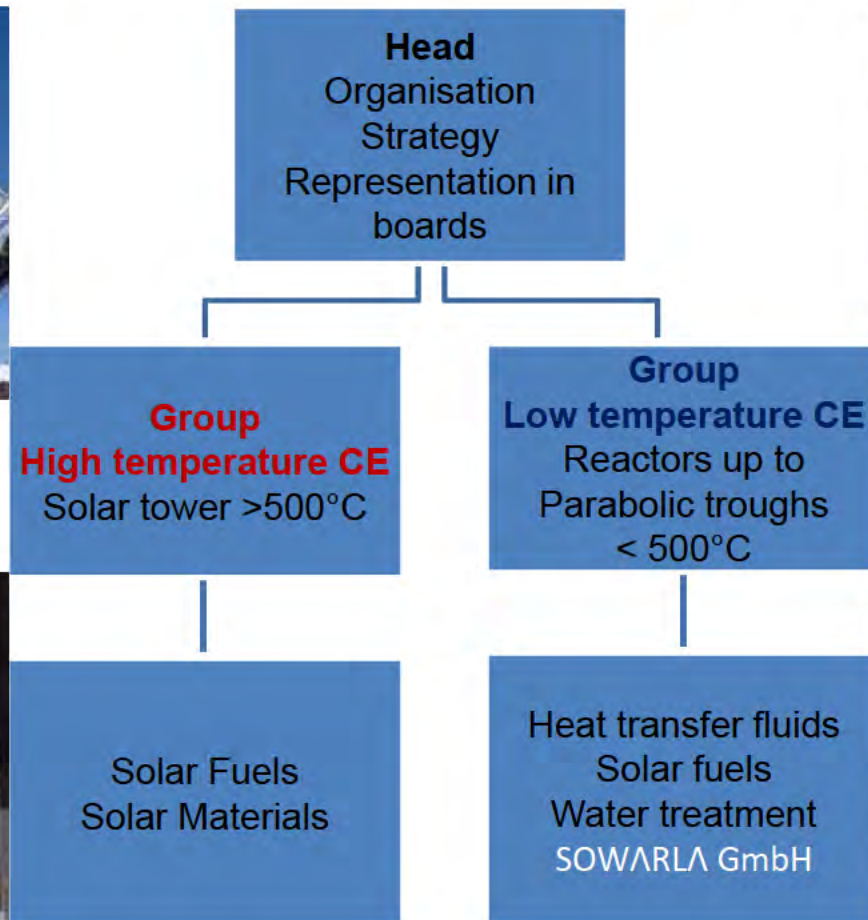 Head
Organisation
Strategy
Representation in
boards
Group
High temperature CE
Solar tower >500°C
Group
Low temperature CE
Reactors up to
Parabolic troughs
< 500°C
Solar Fuels
Solar Materials
Heat transfer fluids
Solar fuels
Water treatment
SOWΛRLΛ GmbH